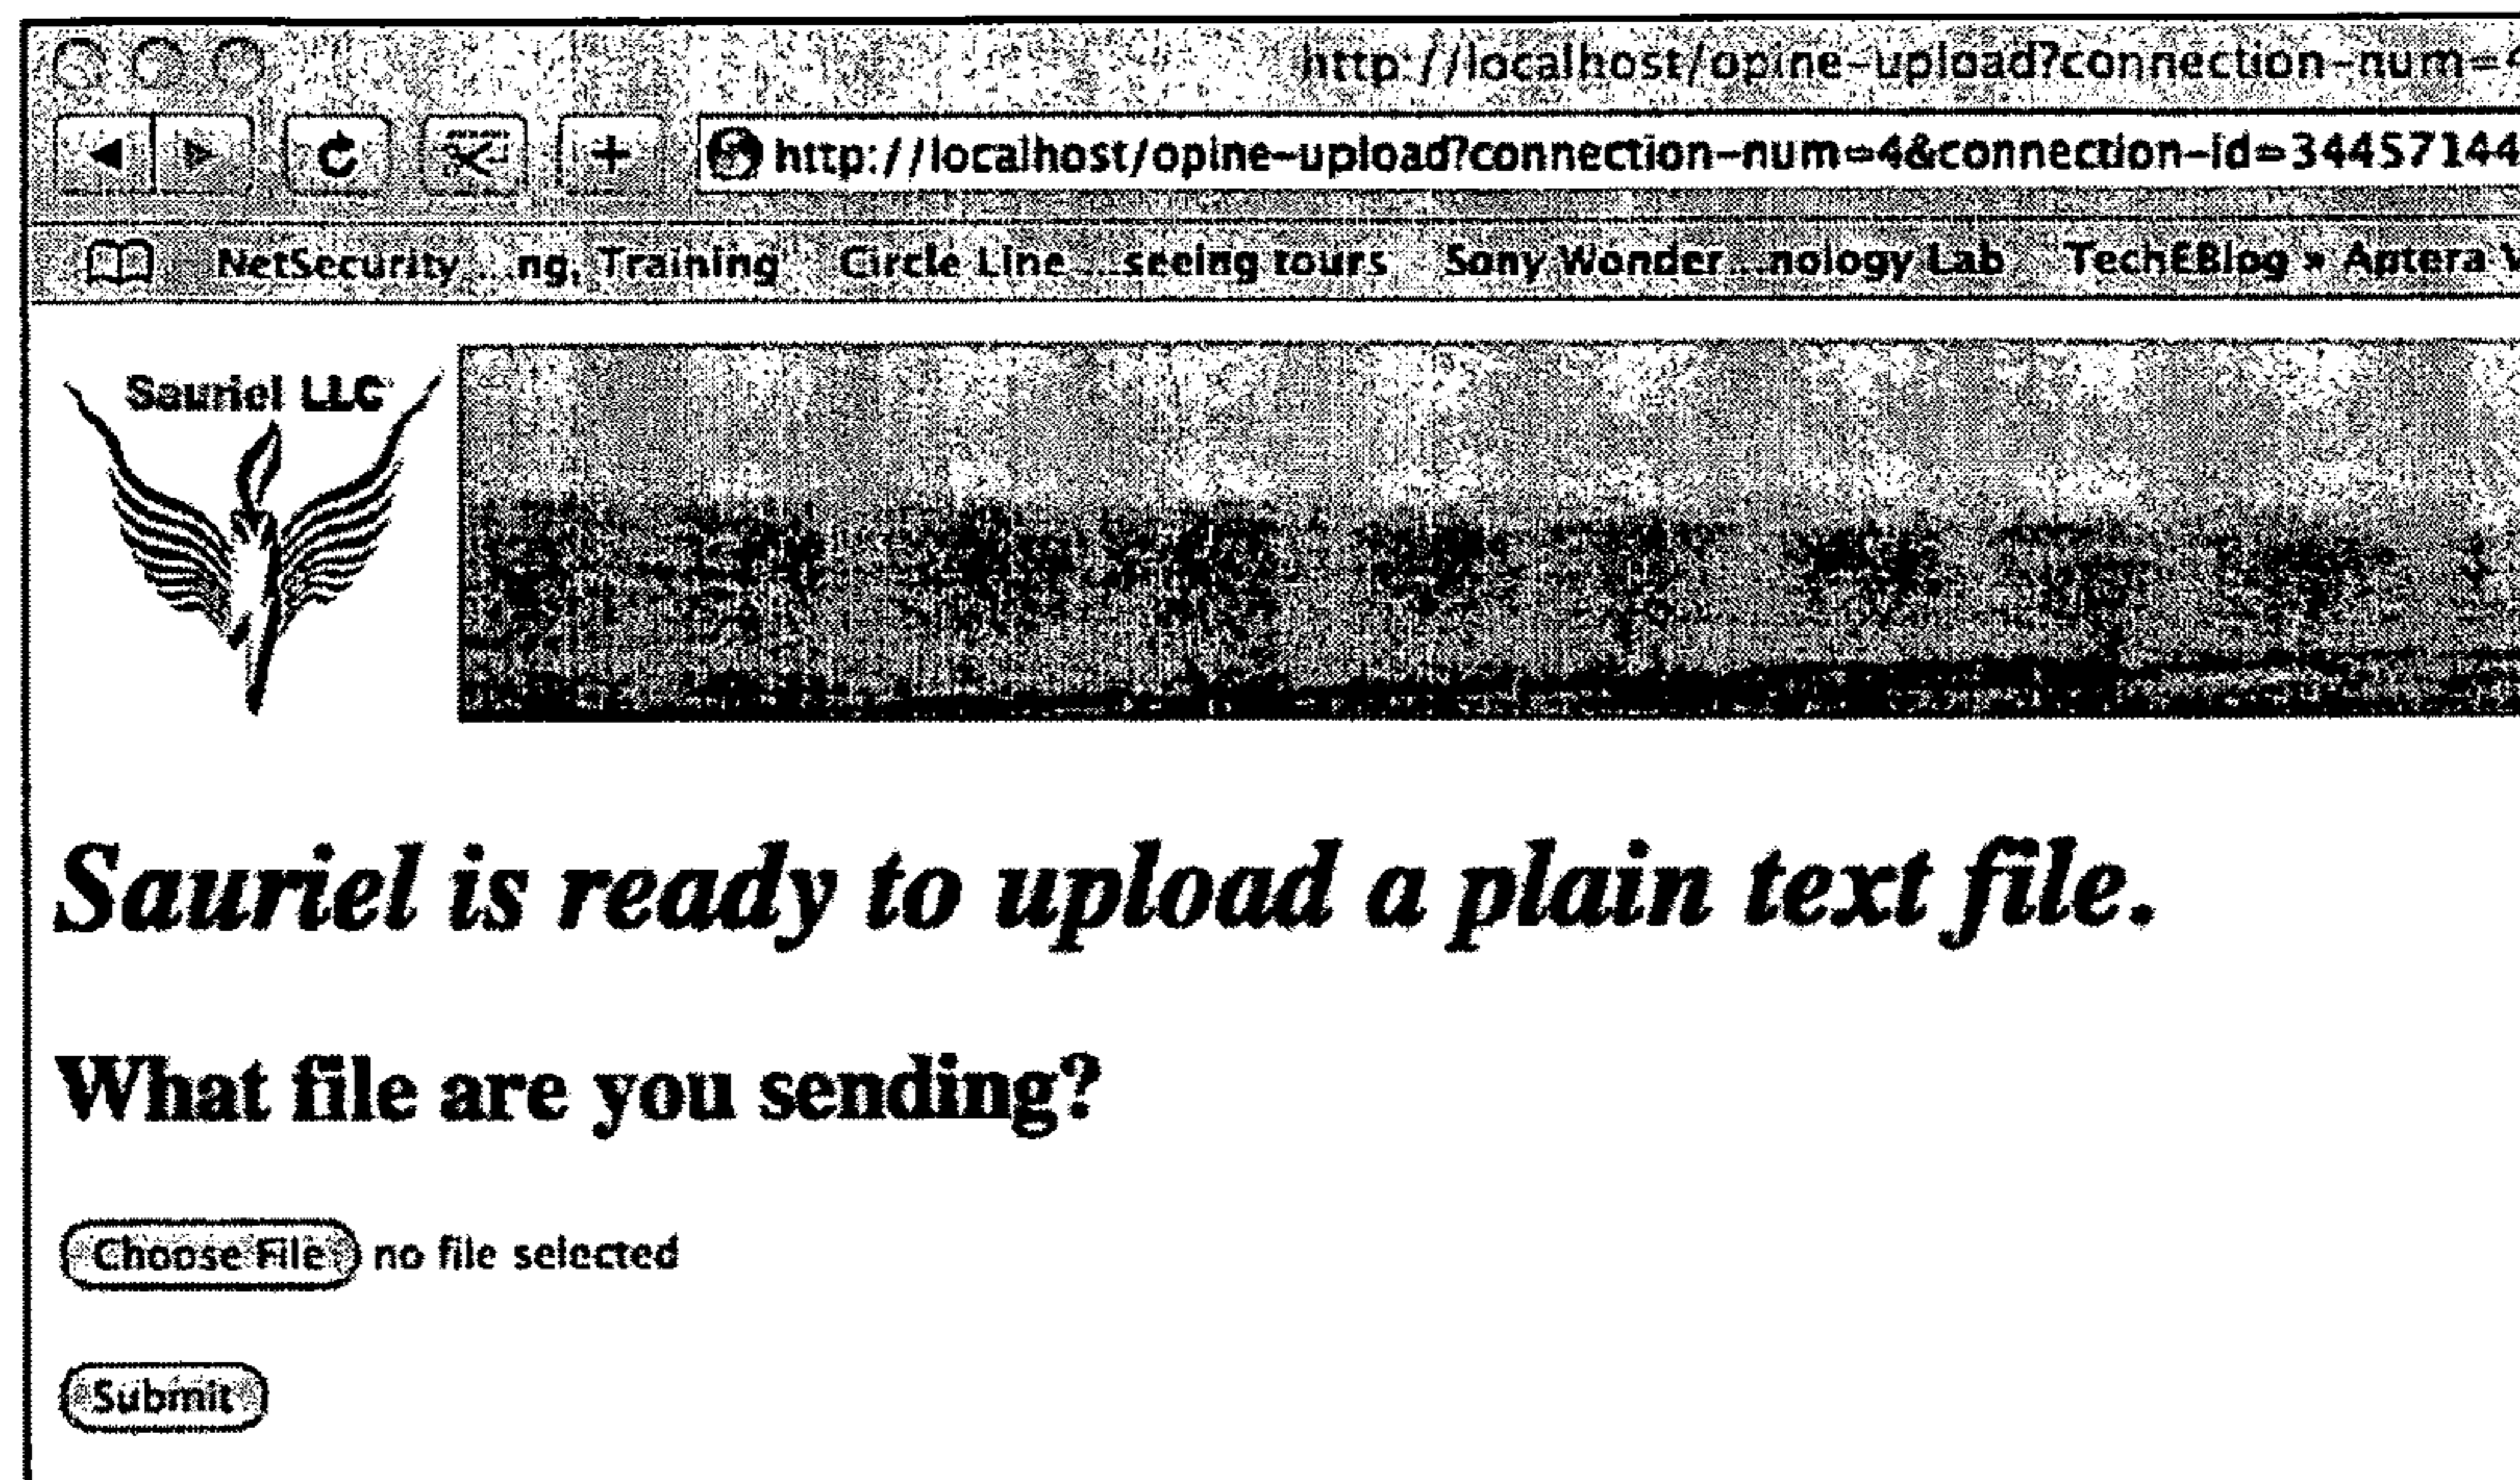 http://localhost/opine-upload?connection-num=
http://localhost/opine-upload?connection-num=4&connection-id=34457144
NetSecurity ...ng, Training Circle Line ...seeing tours Sony Wonder...nology Lab TechEBlog » Aptera
Sauriel LLC
Sauriel is ready to upload a plain text file.
What file are you sending?
Choose File no file selected
Submit